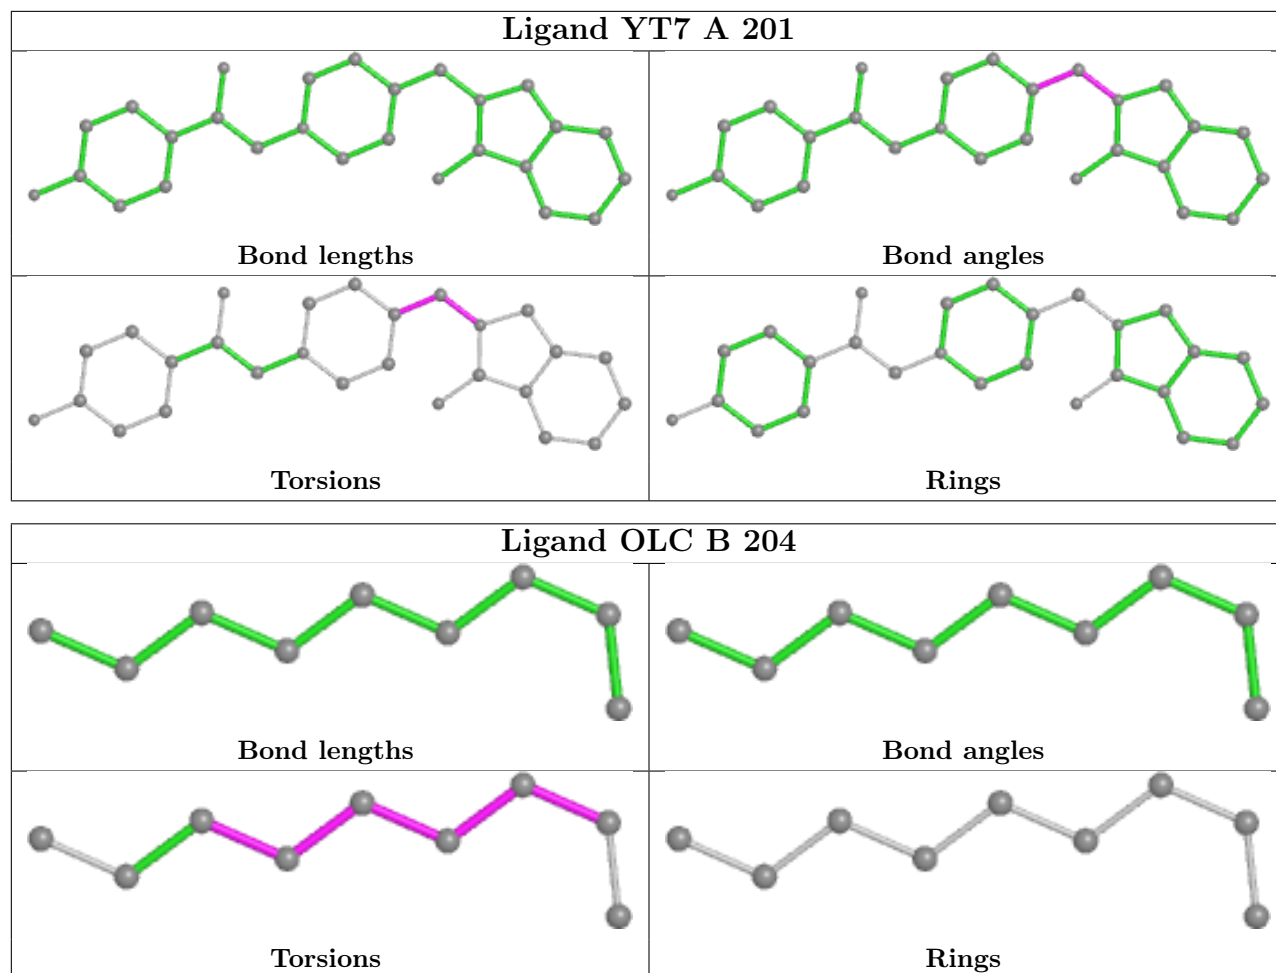 Ligand YT7 A 201
Bond lengths
Bond angles
Torsions
Rings
Ligand OLC B 204
Bond lengths
Bond angles
Torsions
Rings